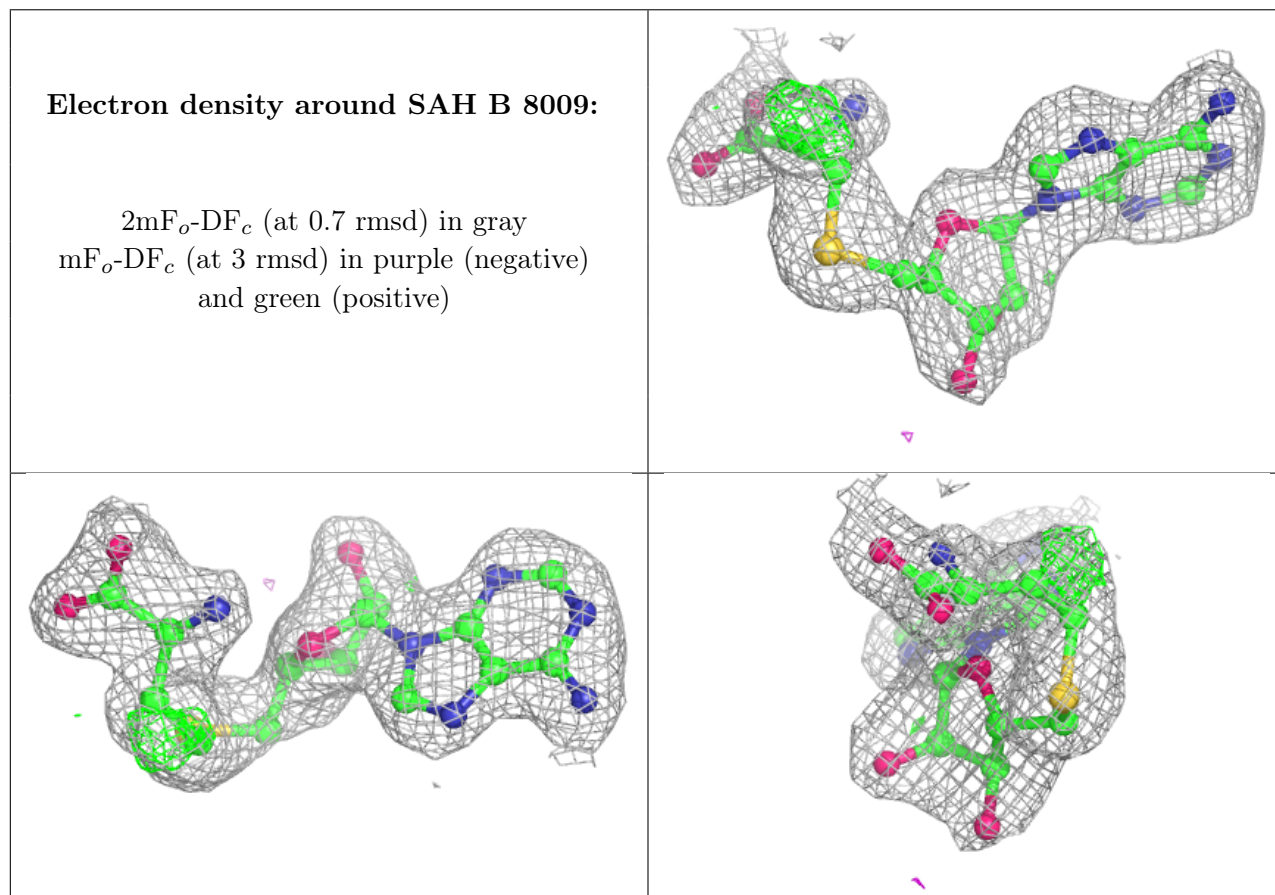 Electron density around SAH B 8009:
2mFo-DFc (at 0.7 rmsd) in gray
mFo-DFc (at 3 rmsd) in purple (negative)
and green (positive)